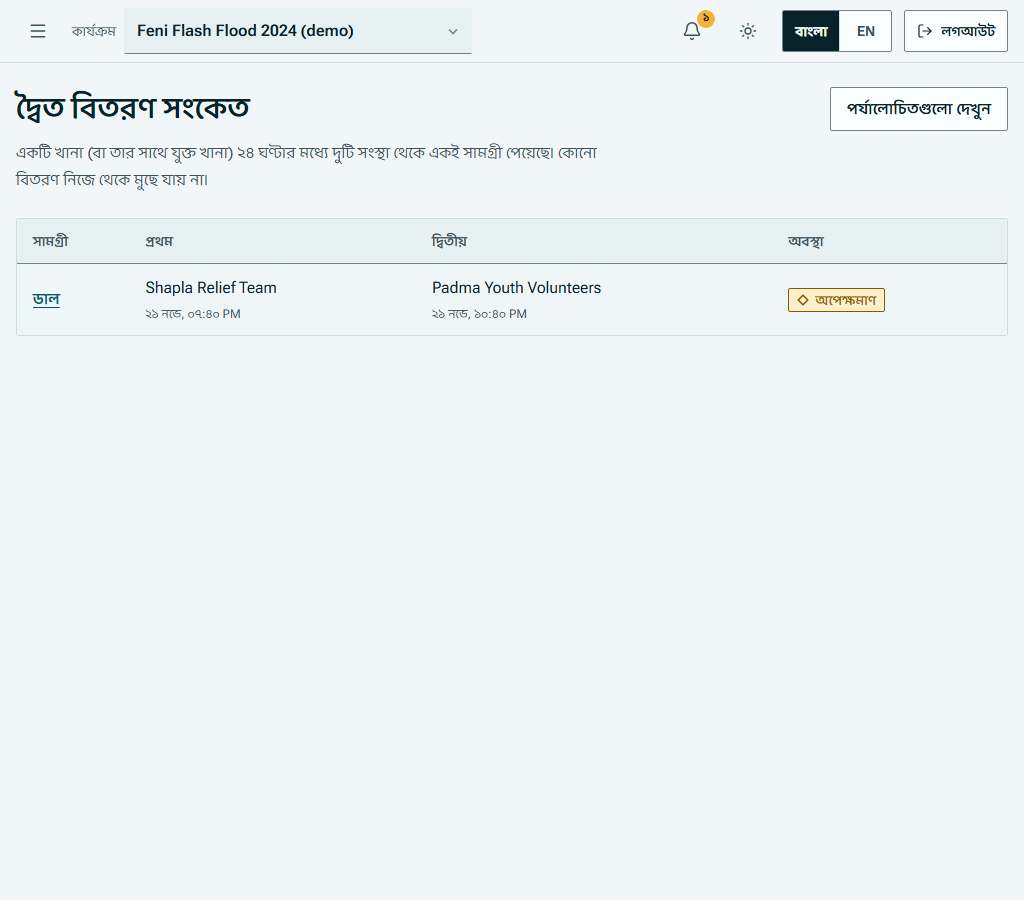 কার্যক্রম
Feni Flash Flood 2024 (demo)
১
বাংলা
EN
লগআউট
দ্বৈত বিতরণ সংকেত
পর্যালোচিতগুলো দেখুন
একটি খানা (বা তার সাথে যুক্ত খানা) ২৪ ঘণ্টার মধ্যে দুটি সংস্থা থেকে একই সামগ্রী পেয়েছে। কোনো
বিতরণ নিজে থেকে মুছে যায় না।
সামগ্রী প্রথম দ্বিতীয় অবস্থা
ডাল
Shapla Relief Team
২১ নভে, ০৭:৪০ PM
Padma Youth Volunteers
২১ নভে, ১০:৪০ PM
অপেক্ষমাণ